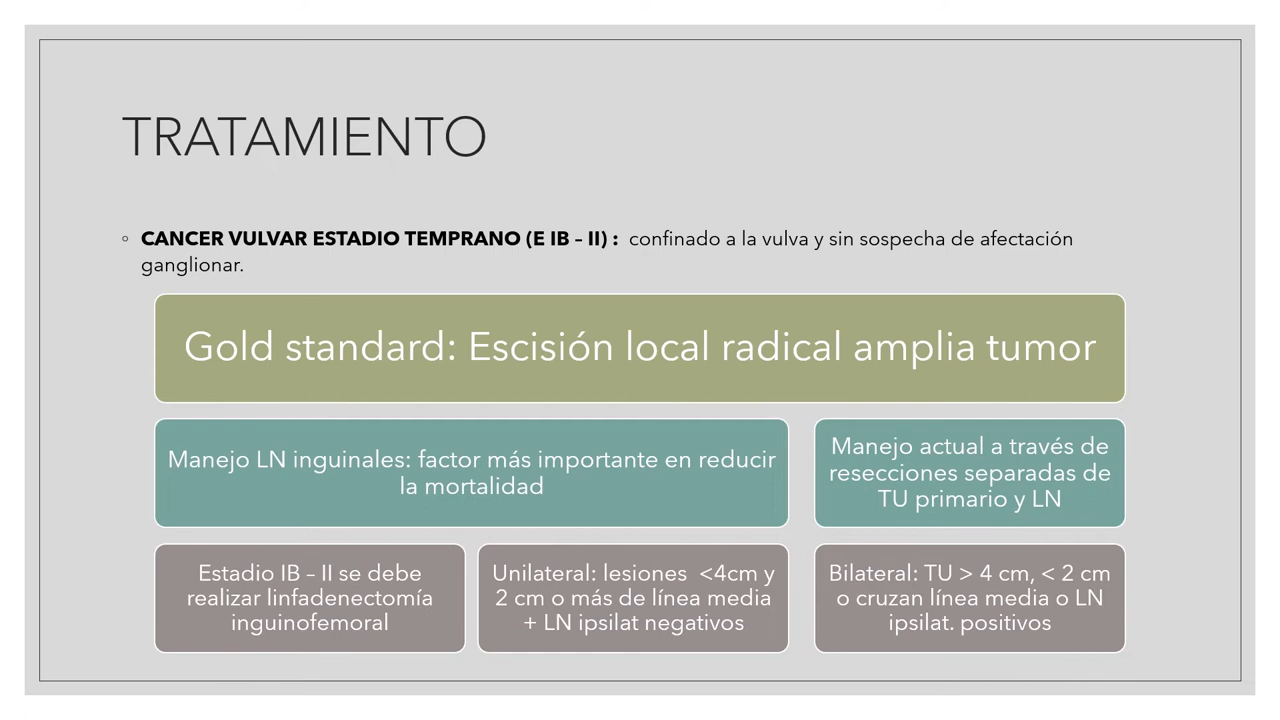 TRATAMIENTO
◦ CANCER VULVAR ESTADIO TEMPRANO (E IB – II) : confinado a la vulva y sin sospecha de afectación
ganglionar.
Gold standard: Escisión local radical amplia tumor
Manejo LN inguinales: factor más importante en reducir
la mortalidad
Manejo actual a través de
resecciones separadas de
TU primario y LN
Estadio IB – II se debe
realizar linfadenectomía
inguinofemoral
Unilateral: lesiones <4cm y
2 cm o más de línea media
+ LN ipsilat negativos
Bilateral: TU > 4 cm, < 2 cm
o cruzan línea media o LN
ipsilat. positivos